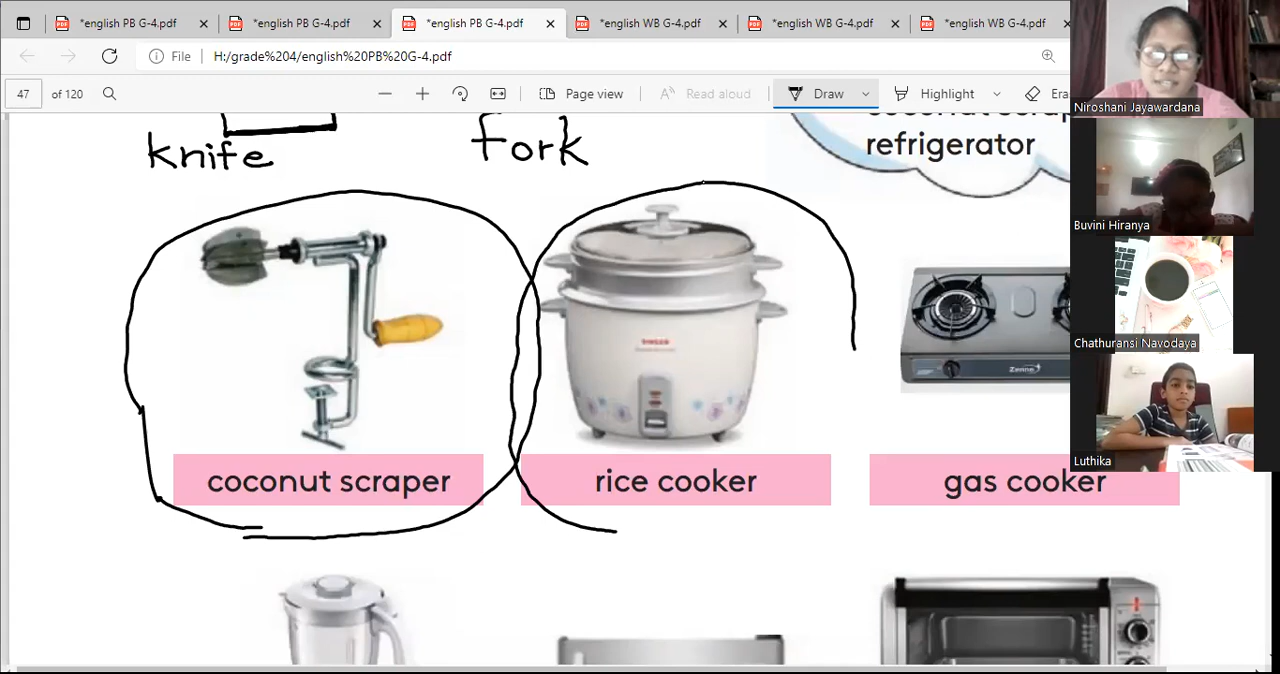 *english PB G-4.pdf
*english PB G-4.pdf
*english PB G-4.pdf
*english WB G-4.pdf
*english WB G-4.pdf
*english WB G-4.pdf
File H:/grade%204/english%20PB%20G-4.pdf
47 of 120 Page view Read aloud Draw Highlight
knife
Fork
refrigerator
SINGER
Zenne
coconut scraper
rice cooker
gas cooker
Niroshani Jayawardana
Buvini Hiranya
Chathuransi Navodaya
Luthika